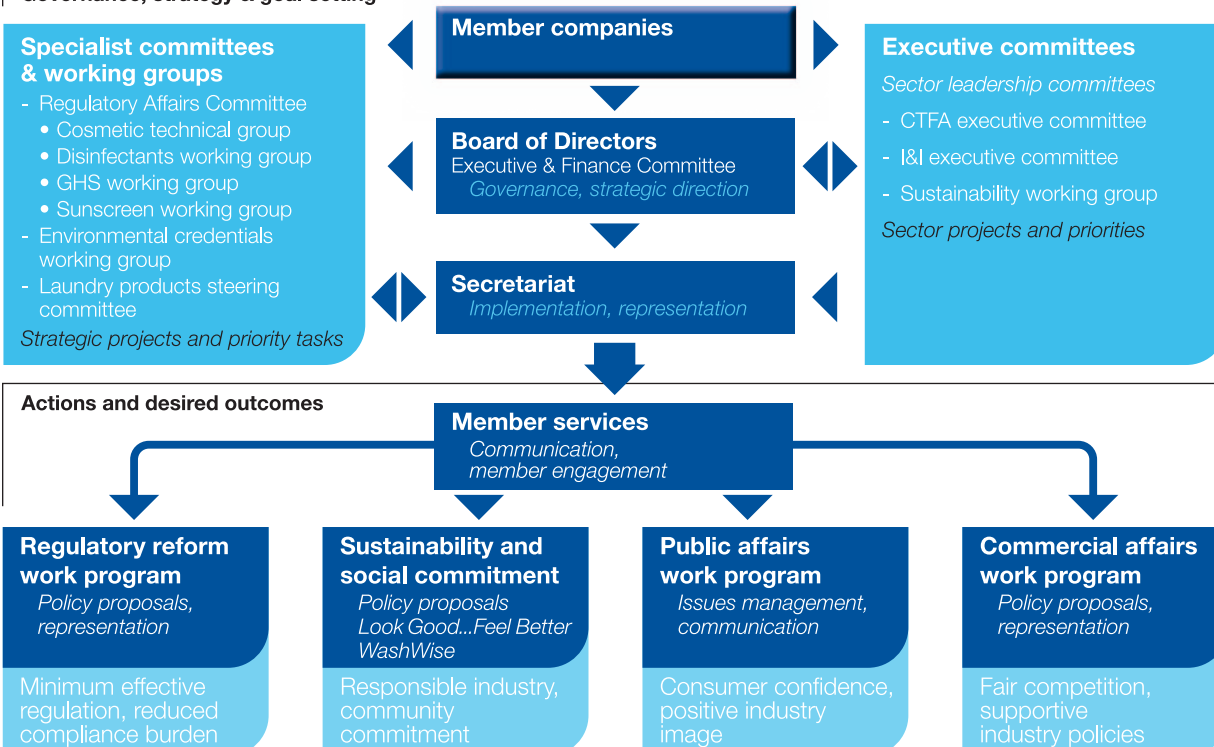 Governance, strategy & goal setting
Specialist committees
& working groups
- Regulatory Affairs Committee
• Cosmetic technical group
• Disinfectants working group
• GHS working group
• Sunscreen working group
- Environmental credentials
working group
- Laundry products steering
committee
Strategic projects and priority tasks
Member companies
Board of Directors
Executive & Finance Committee
Governance, strategic direction
Secretariat
Implementation, representation
Executive committees
Sector leadership committees
- CTFA executive committee
- I&I executive committee
- Sustainability working group
Sector projects and priorities
Actions and desired outcomes
Member services
Communication,
member engagement
Regulatory reform
work program
Policy proposals,
representation
Minimum effective
regulation, reduced
compliance burden
Sustainability and
social commitment
Policy proposals
Look Good...Feel Better
WashWise
Responsible industry,
community
commitment
Public affairs
work program
Issues management,
communication
Consumer confidence,
positive industry
image
Commercial affairs
work program
Policy proposals,
representation
Fair competition,
supportive
industry policies